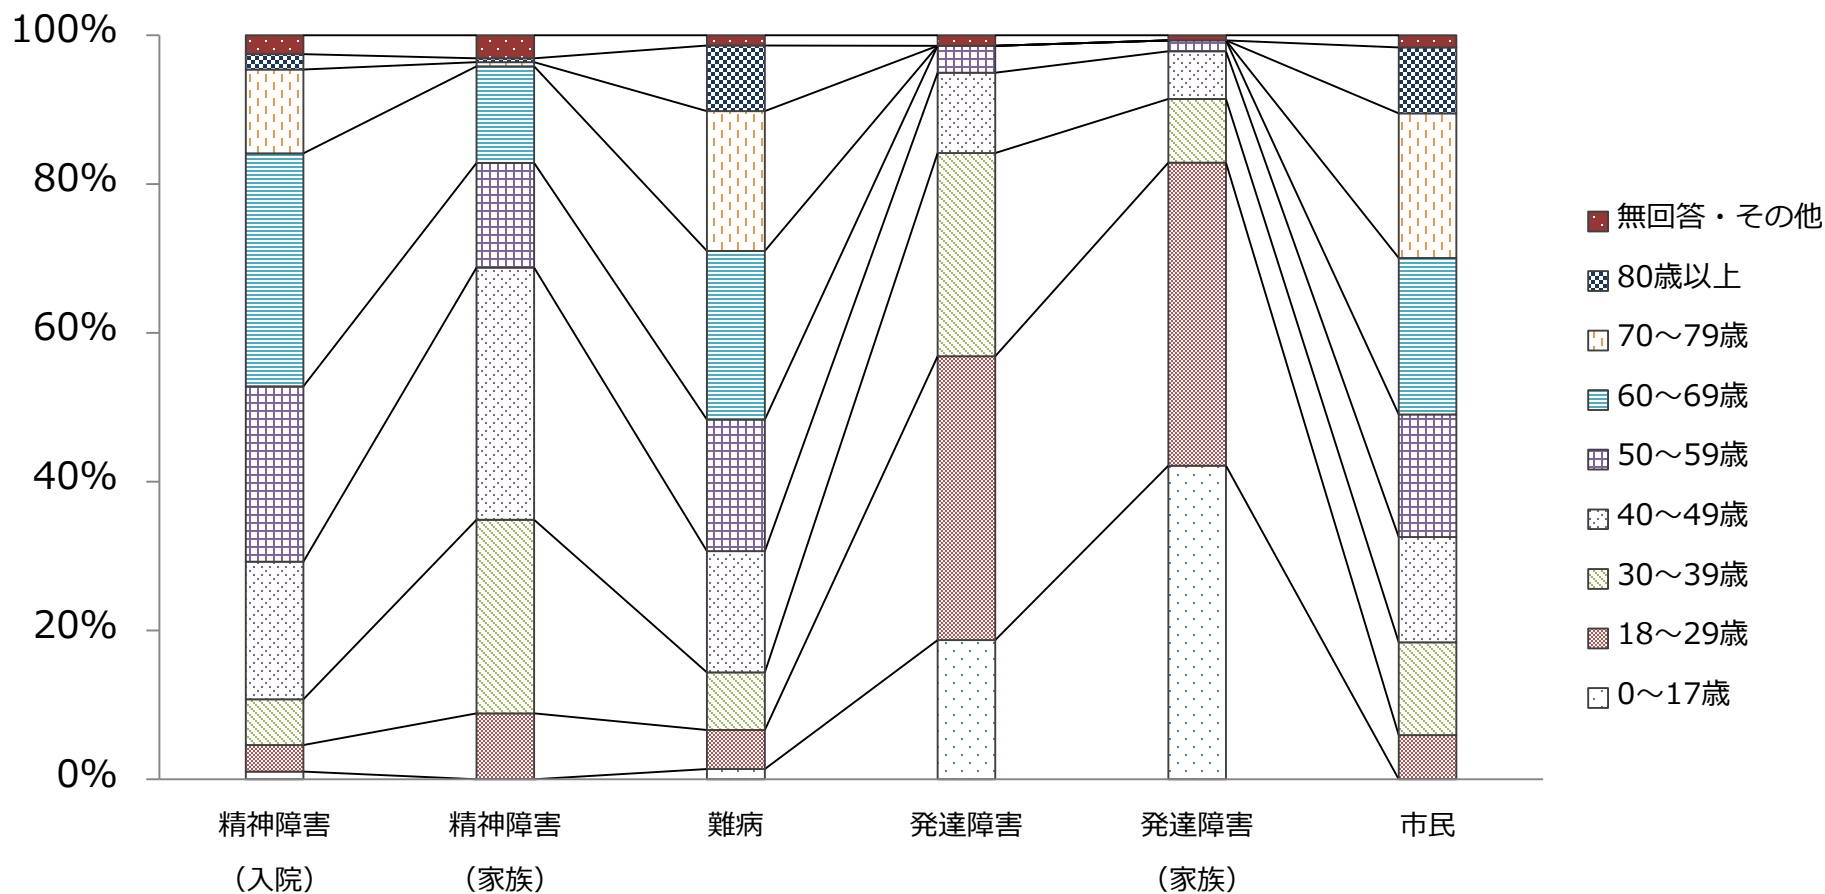 100%
80%
60%
40%
20%
0%
精神障害
（入院）
精神障害
（家族）
難病
発達障害
発達障害
（家族）
市民
無回答・その他
80歳以上
70～79歳
60～69歳
50～59歳
40～49歳
30～39歳
18～29歳
0～17歳